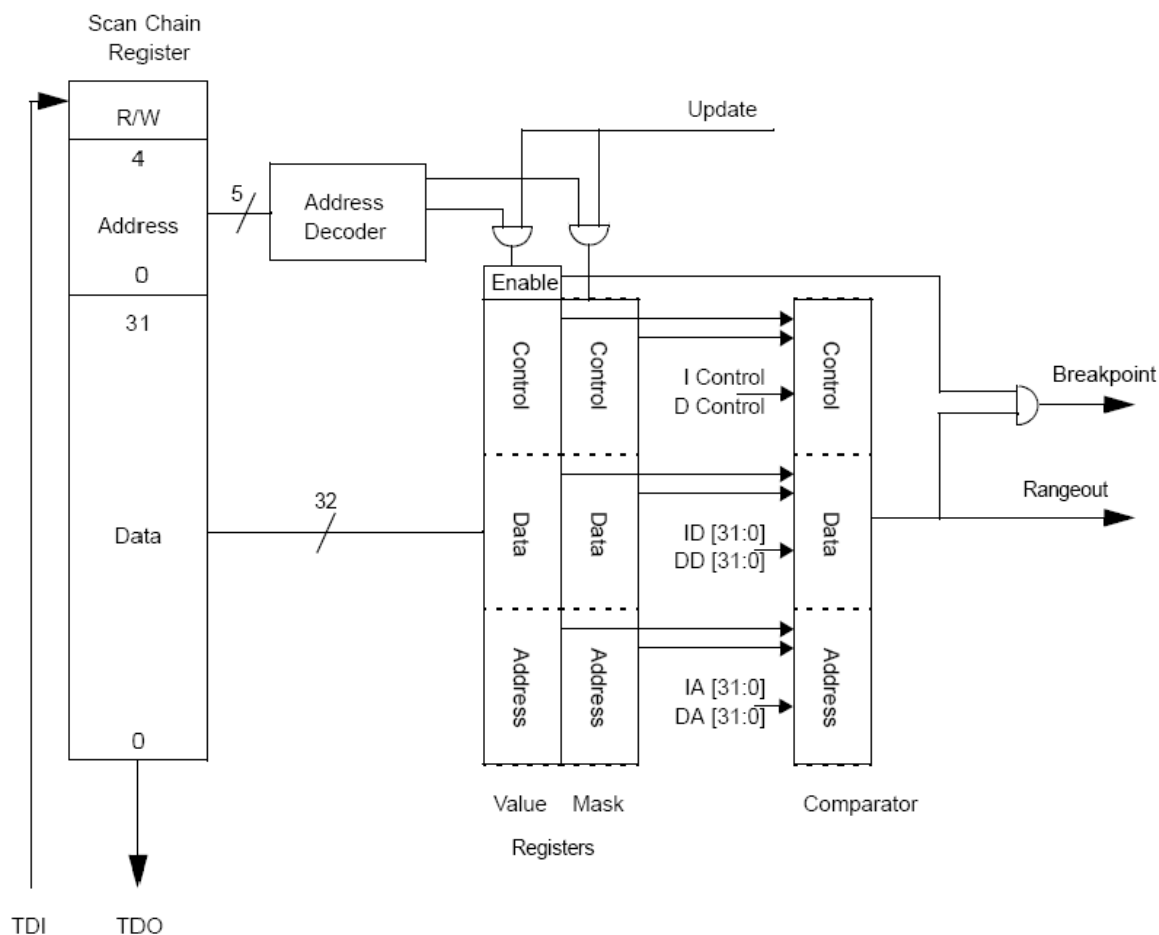 Scan Chain
Register
R/W
4
Address
0
31
Data
0
TDI
TDO
5
Address
Decoder
Update
Enable
Control
Control
Data
Data
Address
Address
Value
Mask
Registers
32
I Control
D Control
ID [31:0]
DD [31:0]
IA [31:0]
DA [31:0]
Control
Data
Address
Comparator
Breakpoint
Rangeout